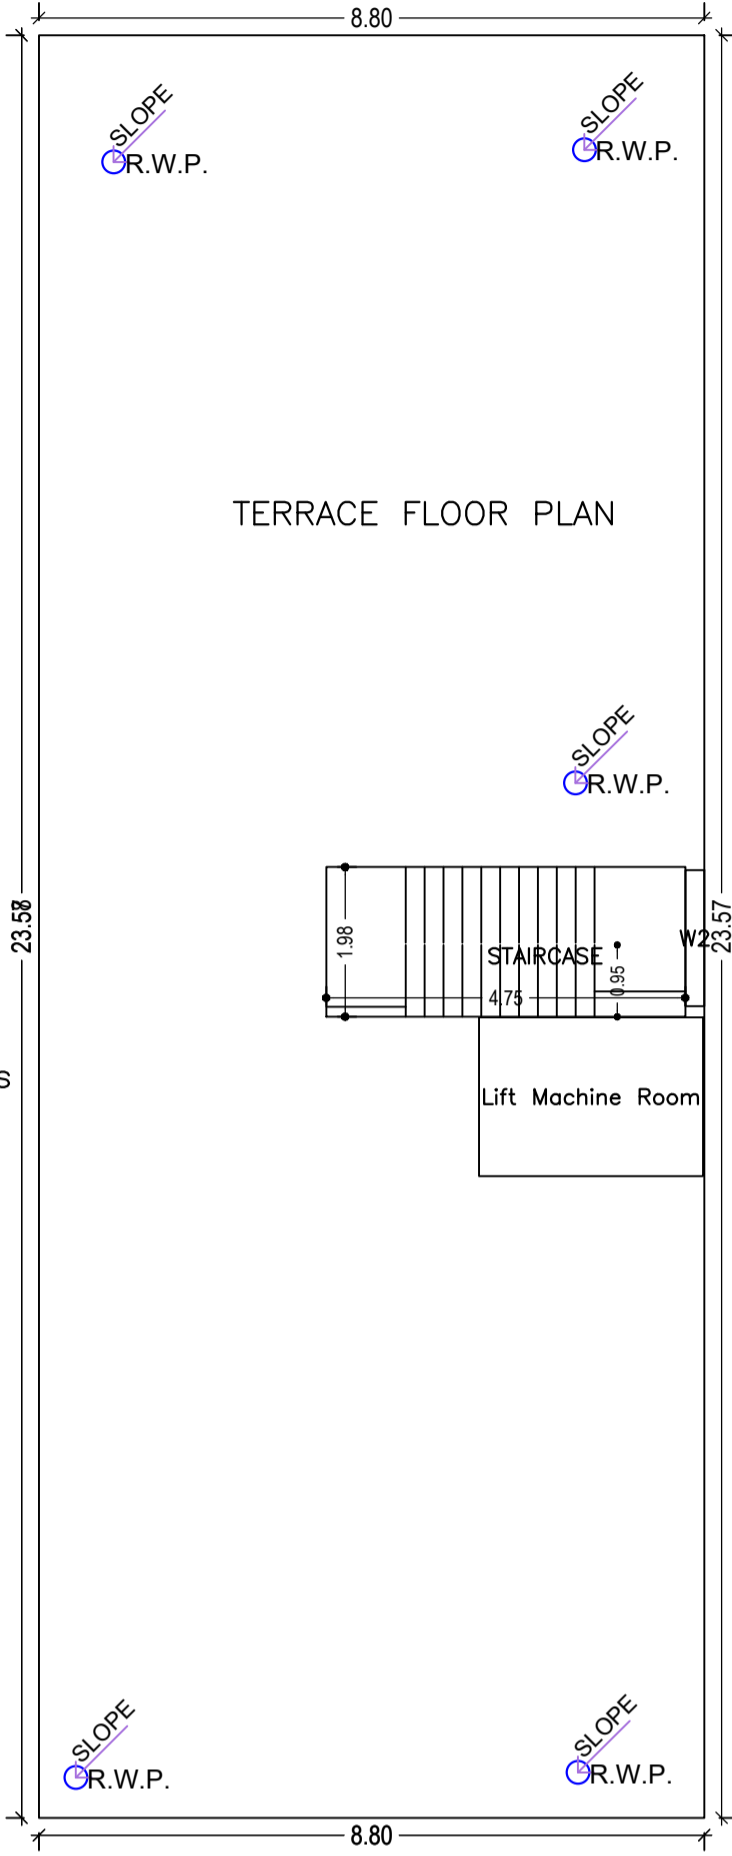 8.80
SLOPE
R.W.P.
SLOPE
R.W.P.
TERRACE FLOOR PLAN
SLOPE
R.W.P.
23.57
1.98
STAIRCASE
W2
0.95
4.75
Lift Machine Room
SLOPE
R.W.P.
SLOPE
R.W.P.
8.80